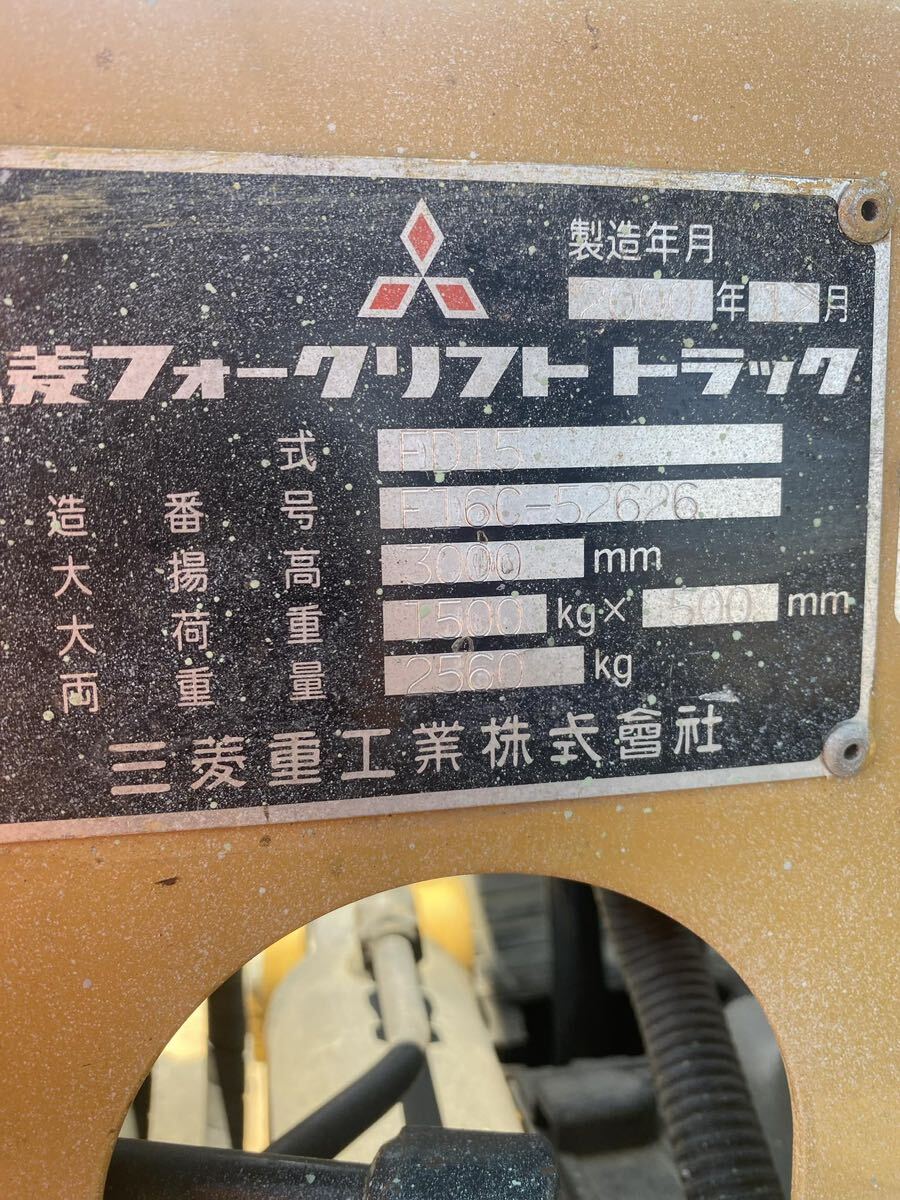 製造年月
年 月
菱フォークリフト トラック
式 FD15
造番号 F16C-52626
大揚高 3000 mm
大荷重 1500 kg× 500 mm
両重量 2560 kg
三菱重工業株式會社